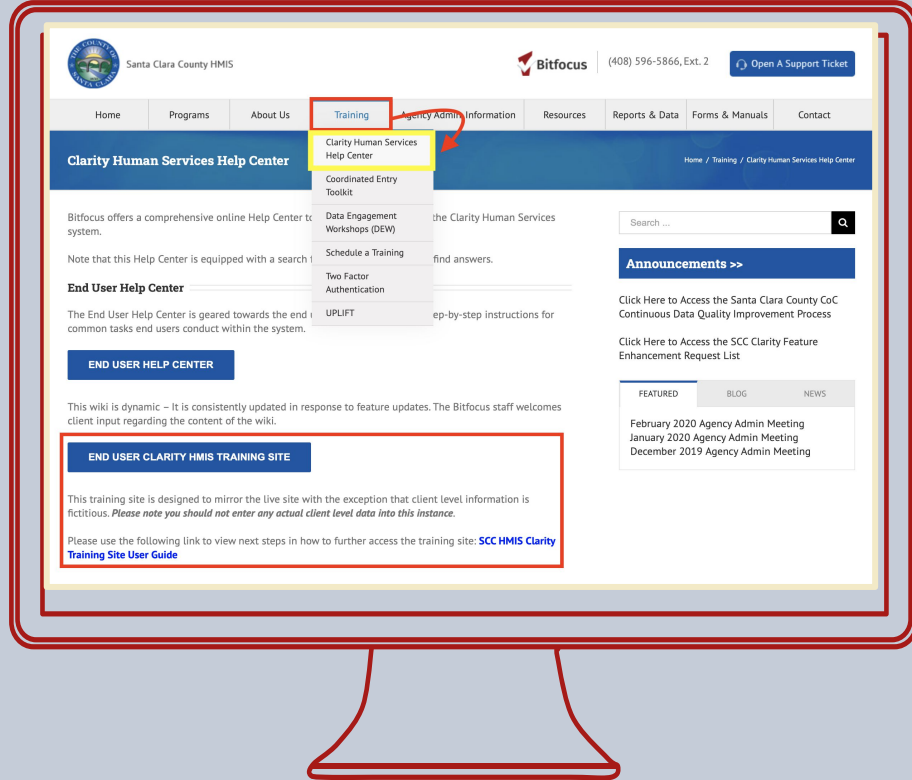 THE COUNTY OF
SANTA CLARA
Santa Clara County HMIS
Bitfocus
(408) 596-5866, Ext. 2
Open A Support Ticket
Home
Programs
About Us
Training
Agency Admin Information
Resources
Reports & Data
Forms & Manuals
Contact
Clarity Human Services Help Center
Home / Training / Clarity Human Services Help Center
Clarity Human Services
Help Center
Coordinated Entry
Toolkit
Data Engagement
Workshops (DEW)
Schedule a Training
Two Factor
Authentication
UPLIFT
Bitfocus offers a comprehensive online Help Center to the Clarity Human Services
system.
Note that this Help Center is equipped with a search find answers.
End User Help Center
The End User Help Center is geared towards the end ep-by-step instructions for
common tasks end users conduct within the system.
END USER HELP CENTER
This wiki is dynamic – It is consistently updated in response to feature updates. The Bitfocus staff welcomes
client input regarding the content of the wiki.
END USER CLARITY HMIS TRAINING SITE
This training site is designed to mirror the live site with the exception that client level information is
fictitious. Please note you should not enter any actual client level data into this instance.
Please use the following link to view next steps in how to further access the training site: SCC HMIS Clarity
Training Site User Guide
Search ...
Announcements >>
Click Here to Access the Santa Clara County CoC
Continuous Data Quality Improvement Process
Click Here to Access the SCC Clarity Feature
Enhancement Request List
FEATURED
BLOG
NEWS
February 2020 Agency Admin Meeting
January 2020 Agency Admin Meeting
December 2019 Agency Admin Meeting